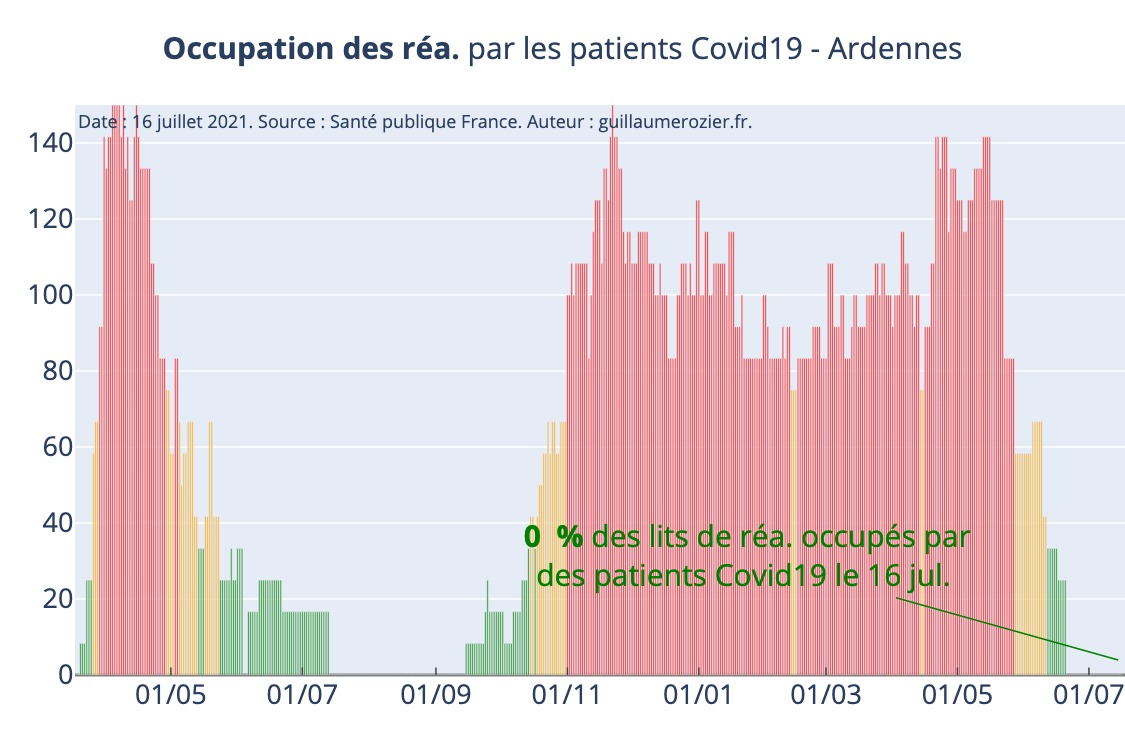 Occupation des réa. par les patients Covid19 - Ardennes
Date : 16 juillet 2021. Source : Santé publique France. Auteur : guillaumerozier.fr.
140
120
100
80
60
40
20
0
0 % des lits de réa. occupés par
des patients Covid19 le 16 jul.
01/05 01/07 01/09 01/11 01/01 01/03 01/05 01/07